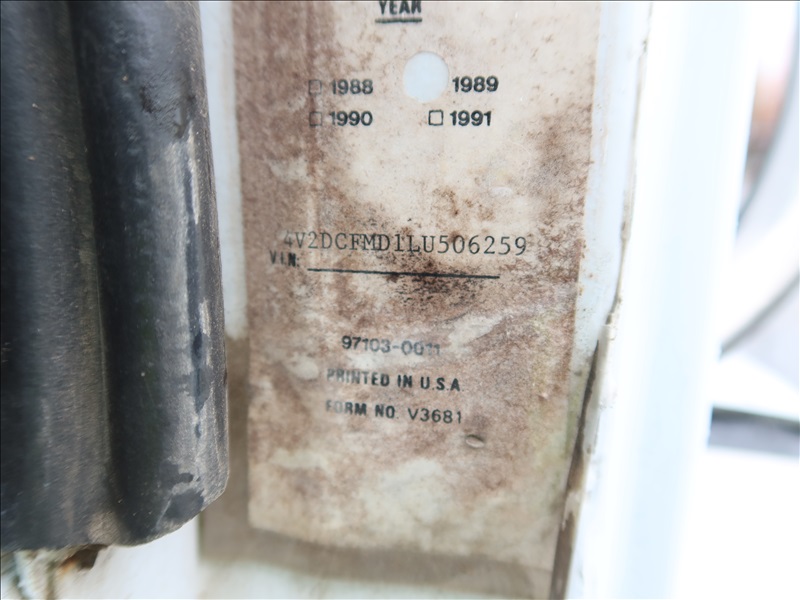 YEAR
1988 1989
1990 1991
4V2DCFMD1LU506259
V.I.N:
97103-0011
PRINTED IN U.S.A
FORM NO. V3681